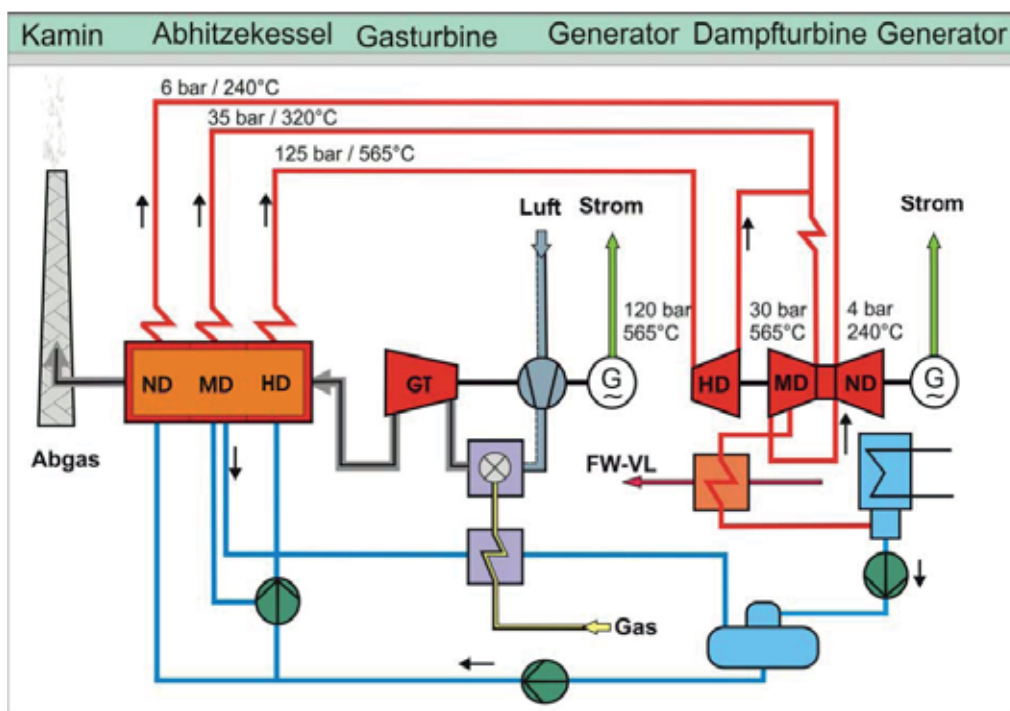 Kamin Abhitzekessel Gasturbine Generator Dampfturbine Generator
6 bar / 240°C
35 bar / 320°C
125 bar / 565°C
Luft Strom Strom
120 bar 30 bar 4 bar
565°C 565°C 240°C
ND MD HD GT G ~ HD MD ND G ~
Abgas
FW-VL
Gas